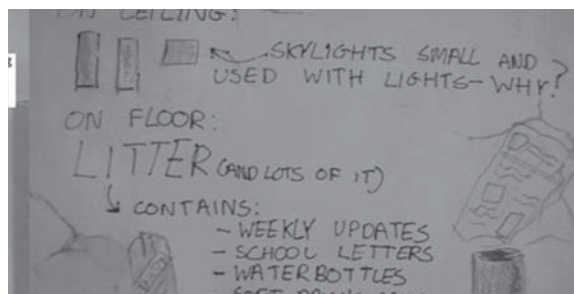 ON CEILING:
SKYLIGHTS SMALL AND
USED WITH LIGHTS - WHY?
ON FLOOR:
LITTER (AND LOTS OF IT)
CONTAINS:
- WEEKLY UPDATES
- SCHOOL LETTERS
- WATERBOTTLES